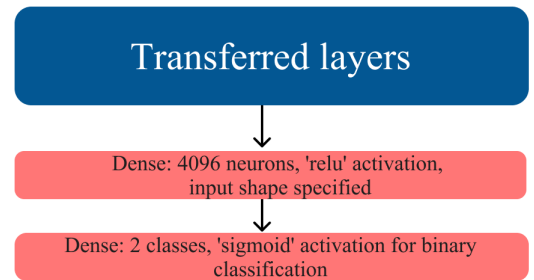 Transferred layers
Dense: 4096 neurons, 'relu' activation,
input shape specified
Dense: 2 classes, 'sigmoid' activation for binary
classification